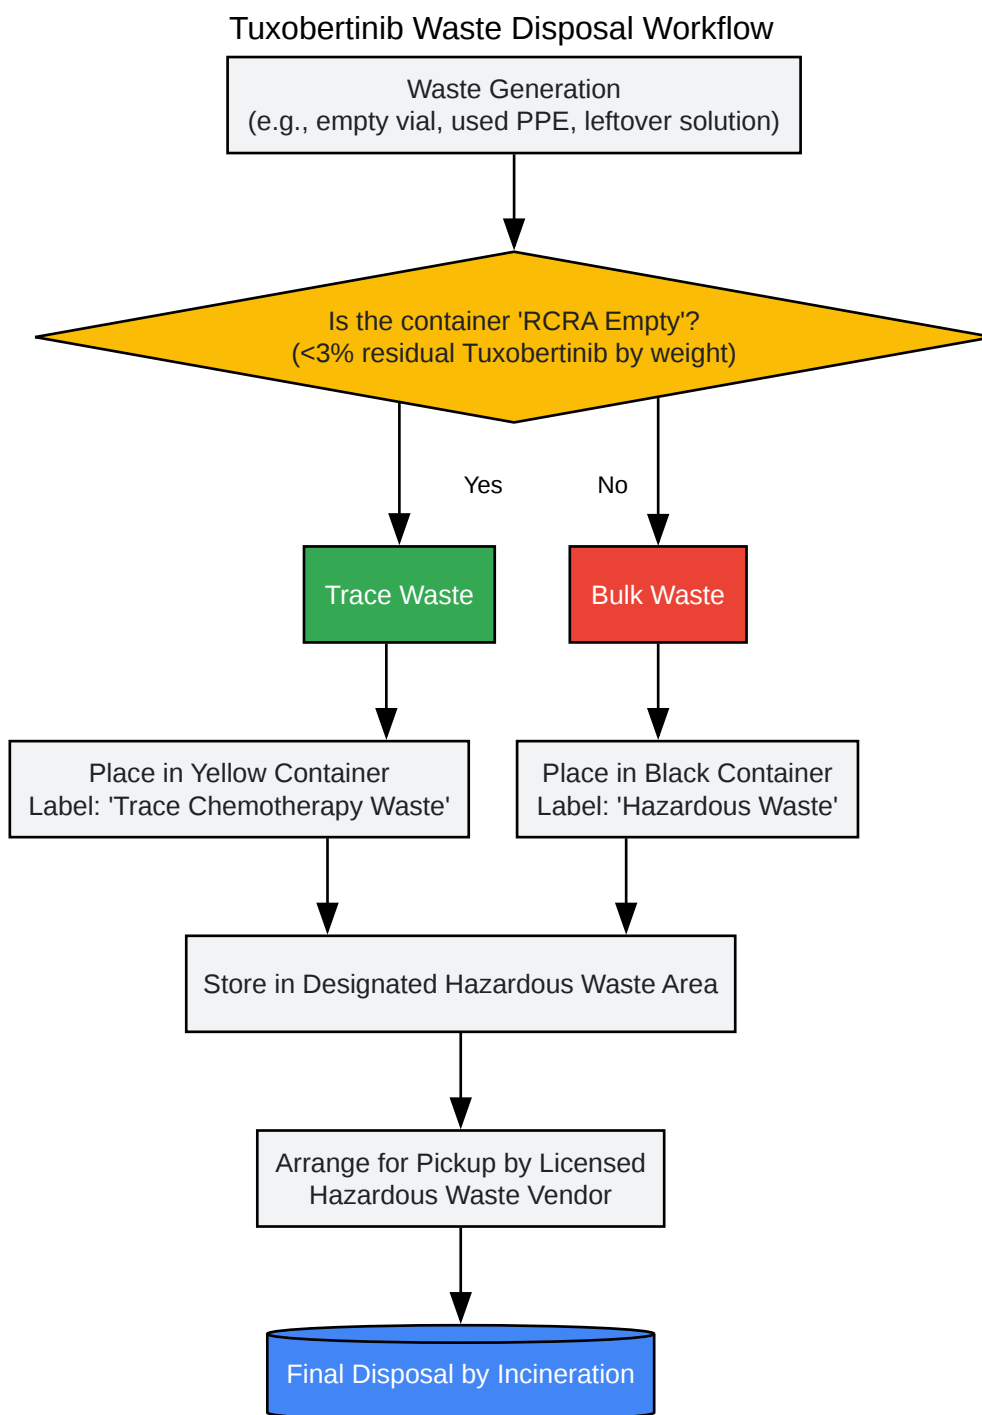 Tuxobertinib Waste Disposal Workflow
Waste Generation
(e.g., empty vial, used PPE, leftover solution)
Is the container 'RCRA Empty'?
(<3% residual Tuxobertinib by weight)
Yes
No
Trace Waste
Bulk Waste
Place in Yellow Container
Label: 'Trace Chemotherapy Waste'
Place in Black Container
Label: 'Hazardous Waste'
Store in Designated Hazardous Waste Area
Arrange for Pickup by Licensed
Hazardous Waste Vendor
Final Disposal by Incineration